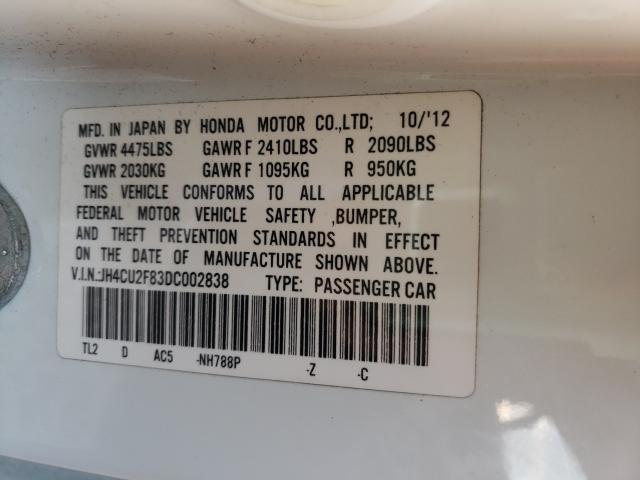 MFD. IN JAPAN BY HONDA MOTOR CO.,LTD; 10/'12
GVWR 4475LBS GAWR F 2410LBS R 2090LBS
GVWR 2030KG GAWR F 1095KG R 950KG
THIS VEHICLE CONFORMS TO ALL APPLICABLE
FEDERAL MOTOR VEHICLE SAFETY ,BUMPER,
AND THEFT PREVENTION STANDARDS IN EFFECT
ON THE DATE OF MANUFACTURE SHOWN ABOVE.
V.I.N.:JH4CU2F83DC002838 TYPE: PASSENGER CAR
TL2 D AC5 -NH788P -Z -C